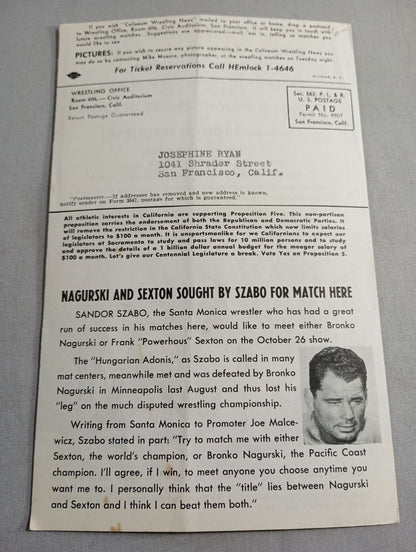 If you wish "Coliseum Wrestling News" mailed to your office or home, drop a postcard
to Wrestling Office, Room 406, Civic Auditorium, San Francisco. It will keep you in touch with
future wrestling matches. Suggestions are appreciated—mail 'em in, telling us matches you
would like to see
PICTURES: If you wish to secure any picture appearing in the Coliseum Wrestling News you
may do so by contacting Mike Musura, program photographer, at the wrestling matches on Tuesday night.
For Ticket Reservations Call HEmlock 1-4646
WRESTLING OFFICE
Room 406, — Civic Auditorium
San Francisco, Calif.
Return Postage Guaranteed
Sec. 562, P. L. & R.
U. S. POSTAGE
PAID
Permit No. 4957
San Francisco, Calif.
JOSEPHINE RYAN
1041 Shrader Street
San Francisco, Calif.
"Postmaster.—If addressee has removed and new address is known,
notify sender on Form 3547, postage for which is guaranteed."
All athletic interests in California are supporting Proposition Five. This non-partisan
proposition carries the endorsement of both the Republican and Democratic Parties. It
will remove the restriction in the California State Constitution which now limits salaries
of legislators to $100 a month. It is unsportsmanlike for we Californians to expect our
legislators at Sacramento to study and pass laws for 10 million persons and to study
and approve the details of a 1 billion dollar annual budget for the meager salary of
$100 a month. Let's give our Centennial Legislature a break. Vote Yes on Proposition 5.
NAGURSKI AND SEXTON SOUGHT BY SZABO FOR MATCH HERE
SANDOR SZABO, the Santa Monica wrestler who has had a great
run of success in his matches here, would like to meet either Bronko
Nagurski or Frank "Powerhous" Sexton on the October 26 show.
The "Hungarian Adonis," as Szabo is called in many
mat centers, meanwhile met and was defeated by Bronko
Nagurski in Minneapolis last August and thus lost his
"leg" on the much disputed wrestling championship.
Writing from Santa Monica to Promoter Joe Malce-
wicz, Szabo stated in part: "Try to match me with either
Sexton, the world's champion, or Bronko Nagurski, the Pacific Coast
champion. I'll agree, if I win, to meet anyone you choose anytime you
want me to. I personally think that the "title" lies between Nagurski
and Sexton and I think I can beat them both."